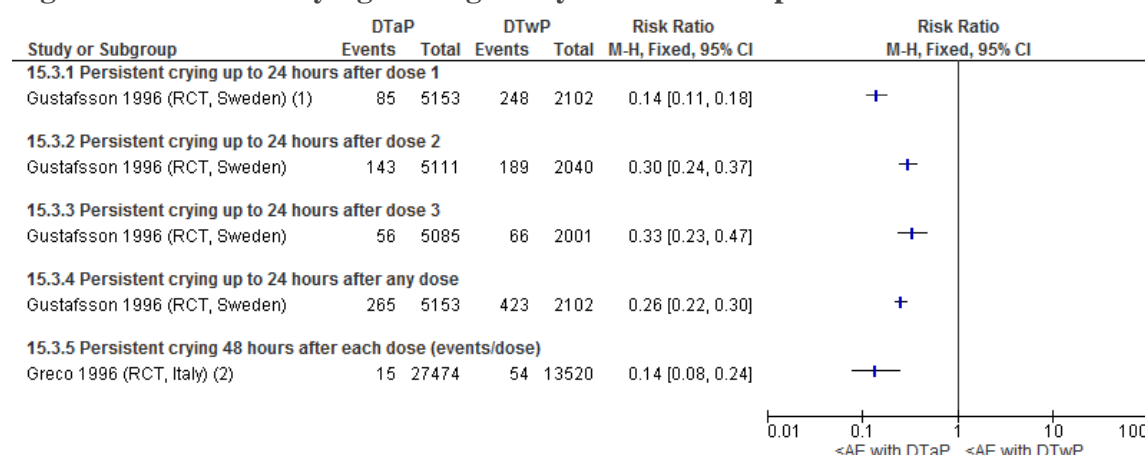 DTaP DTwP Risk Ratio Risk Ratio
Study or Subgroup Events Total Events Total M-H, Fixed, 95% CI M-H, Fixed, 95% CI
15.3.1 Persistent crying up to 24 hours after dose 1
Gustafsson 1996 (RCT, Sweden) (1) 85 5153 248 2102 0.14 [0.11, 0.18]
15.3.2 Persistent crying up to 24 hours after dose 2
Gustafsson 1996 (RCT, Sweden) 143 5111 189 2040 0.30 [0.24, 0.37]
15.3.3 Persistent crying up to 24 hours after dose 3
Gustafsson 1996 (RCT, Sweden) 56 5085 66 2001 0.33 [0.23, 0.47]
15.3.4 Persistent crying up to 24 hours after any dose
Gustafsson 1996 (RCT, Sweden) 265 5153 423 2102 0.26 [0.22, 0.30]
15.3.5 Persistent crying 48 hours after each dose (events/dose)
Greco 1996 (RCT, Italy) (2) 15 27474 54 13520 0.14 [0.08, 0.24]
0.01 0.1 1 10 100
<AE with DTaP <AE with DTwP